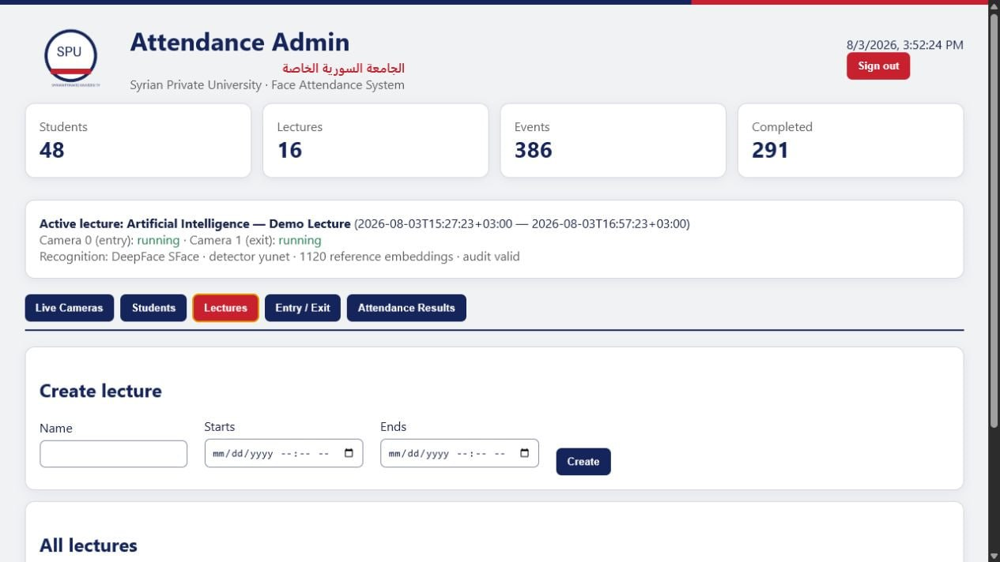 SPU
SYRIAN PRIVATE UNIVERSITY
Attendance Admin
الجامعة السورية الخاصة
Syrian Private University · Face Attendance System
8/3/2026, 3:52:24 PM
Sign out
Students
48
Lectures
16
Events
386
Completed
291
Active lecture: Artificial Intelligence — Demo Lecture (2026-08-03T15:27:23+03:00 — 2026-08-03T16:57:23+03:00)
Camera 0 (entry): running · Camera 1 (exit): running
Recognition: DeepFace SFace · detector yunet · 1120 reference embeddings · audit valid
Live Cameras
Students
Lectures
Entry / Exit
Attendance Results
Create lecture
Name
Starts
mm/dd/yyyy --:-- --
Ends
mm/dd/yyyy --:-- --
Create
All lectures